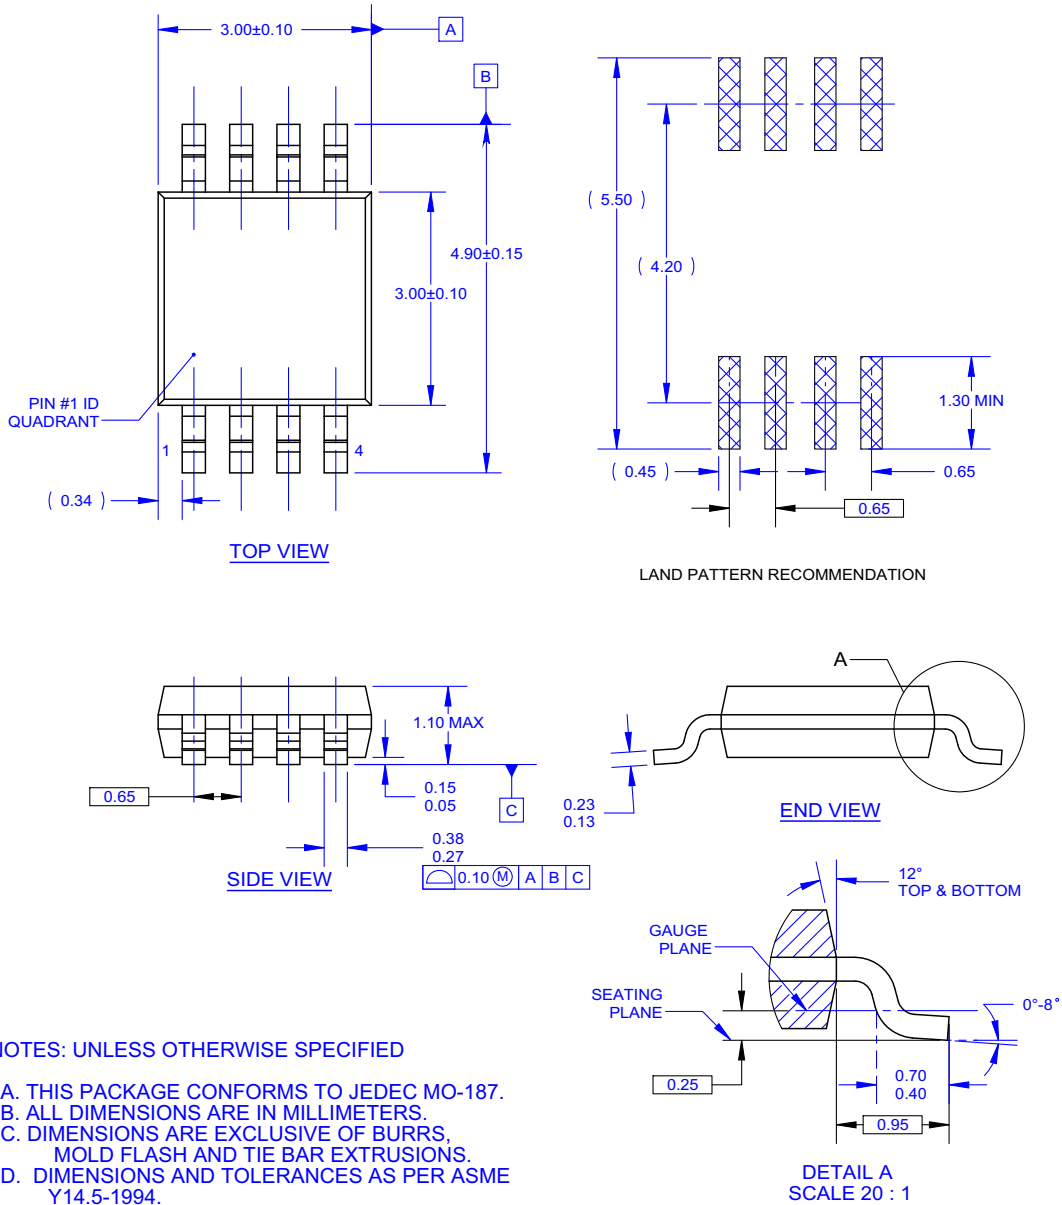 3.00±0.10
A
B
( 5.50 )
4.90±0.15
( 4.20 )
3.00±0.10
PIN #1 ID
QUADRANT
1.30 MIN
1
4
( 0.34 )
( 0.45 )
0.65
0.65
TOP VIEW
LAND PATTERN RECOMMENDATION
A
1.10 MAX
0.65
0.15
0.05
C
0.23
0.13
END VIEW
0.38
0.27
0.10 Ⓜ A B C
SIDE VIEW
12°
TOP & BOTTOM
GAUGE
PLANE
SEATING
PLANE
0°-8°
0.25
0.70
0.40
0.95
DETAIL A
SCALE 20 : 1
NOTES: UNLESS OTHERWISE SPECIFIED
A. THIS PACKAGE CONFORMS TO JEDEC MO-187.
B. ALL DIMENSIONS ARE IN MILLIMETERS.
C. DIMENSIONS ARE EXCLUSIVE OF BURRS,
MOLD FLASH AND TIE BAR EXTRUSIONS.
D. DIMENSIONS AND TOLERANCES AS PER ASME
Y14.5-1994.